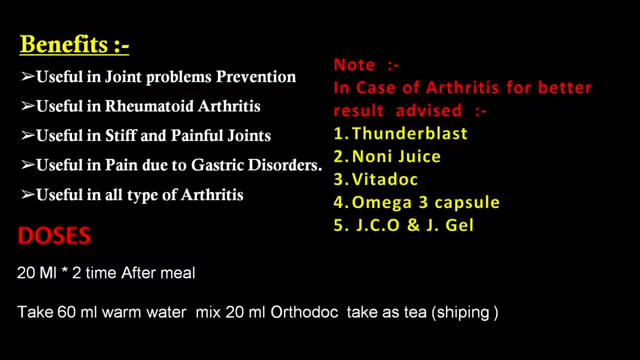 Benefits :-
➢Useful in Joint problems Prevention
➢Useful in Rheumatoid Arthritis
➢Useful in Stiff and Painful Joints
➢Useful in Pain due to Gastric Disorders.
➢Useful in all type of Arthritis
Note :-
In Case of Arthritis for better
result advised :-
1.Thunderblast
2.Noni Juice
3.Vitadoc
4.Omega 3 capsule
5. J.C.O & J. Gel
DOSES
20 Ml * 2 time After meal
Take 60 ml warm water mix 20 ml Orthodoc take as tea (shiping )